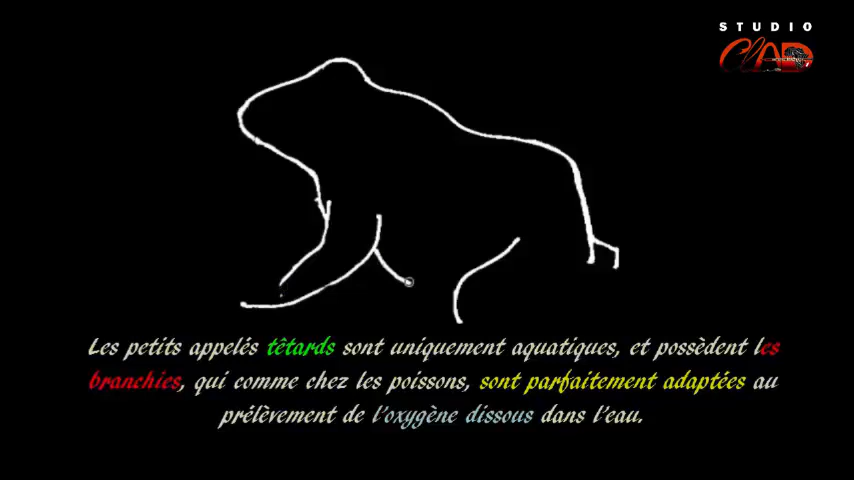 STUDIO
ClAP
Les petits appelés têtards sont uniquement aquatiques, et possèdent les
branchies, qui comme chez les poissons, sont parfaitement adaptées au
prélèvement de l'oxygène dissous dans l'eau.